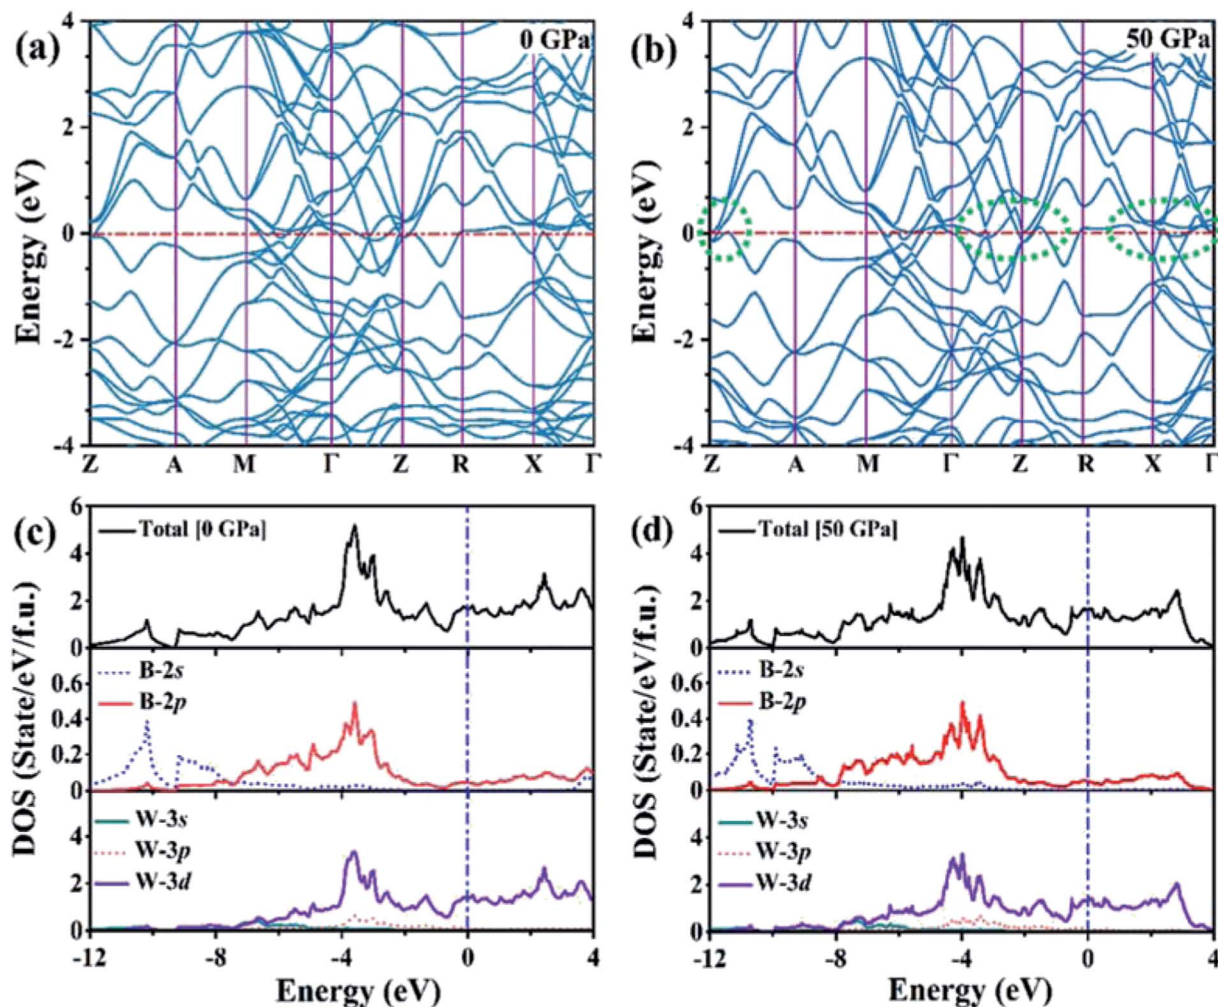 (a)
0 GPa
Energy (eV)
4
2
0
-2
-4
Z A M Γ Z R X Γ
(b)
50 GPa
Energy (eV)
4
2
0
-2
-4
Z A M Γ Z R X Γ
(c)
Total [0 GPa]
B-2s
B-2p
W-3s
W-3p
W-3d
DOS (State/eV/f.u.)
6
4
2
0
0.6
0.4
0.2
0
4
2
0
-12 -8 -4 0 4
Energy (eV)
(d)
Total [50 GPa]
B-2s
B-2p
W-3s
W-3p
W-3d
DOS (State/eV/f.u.)
6
4
2
0
0.6
0.4
0.2
0
4
2
0
-12 -8 -4 0 4
Energy (eV)